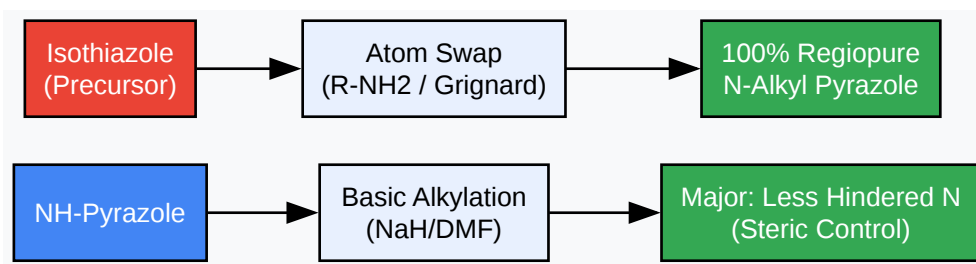 Isothiazole
(Precursor)
Atom Swap
(R-NH2 / Grignard)
100% Regiopure
N-Alkyl Pyrazole
NH-Pyrazole
Basic Alkylation
(NaH/DMF)
Major: Less Hindered N
(Steric Control)